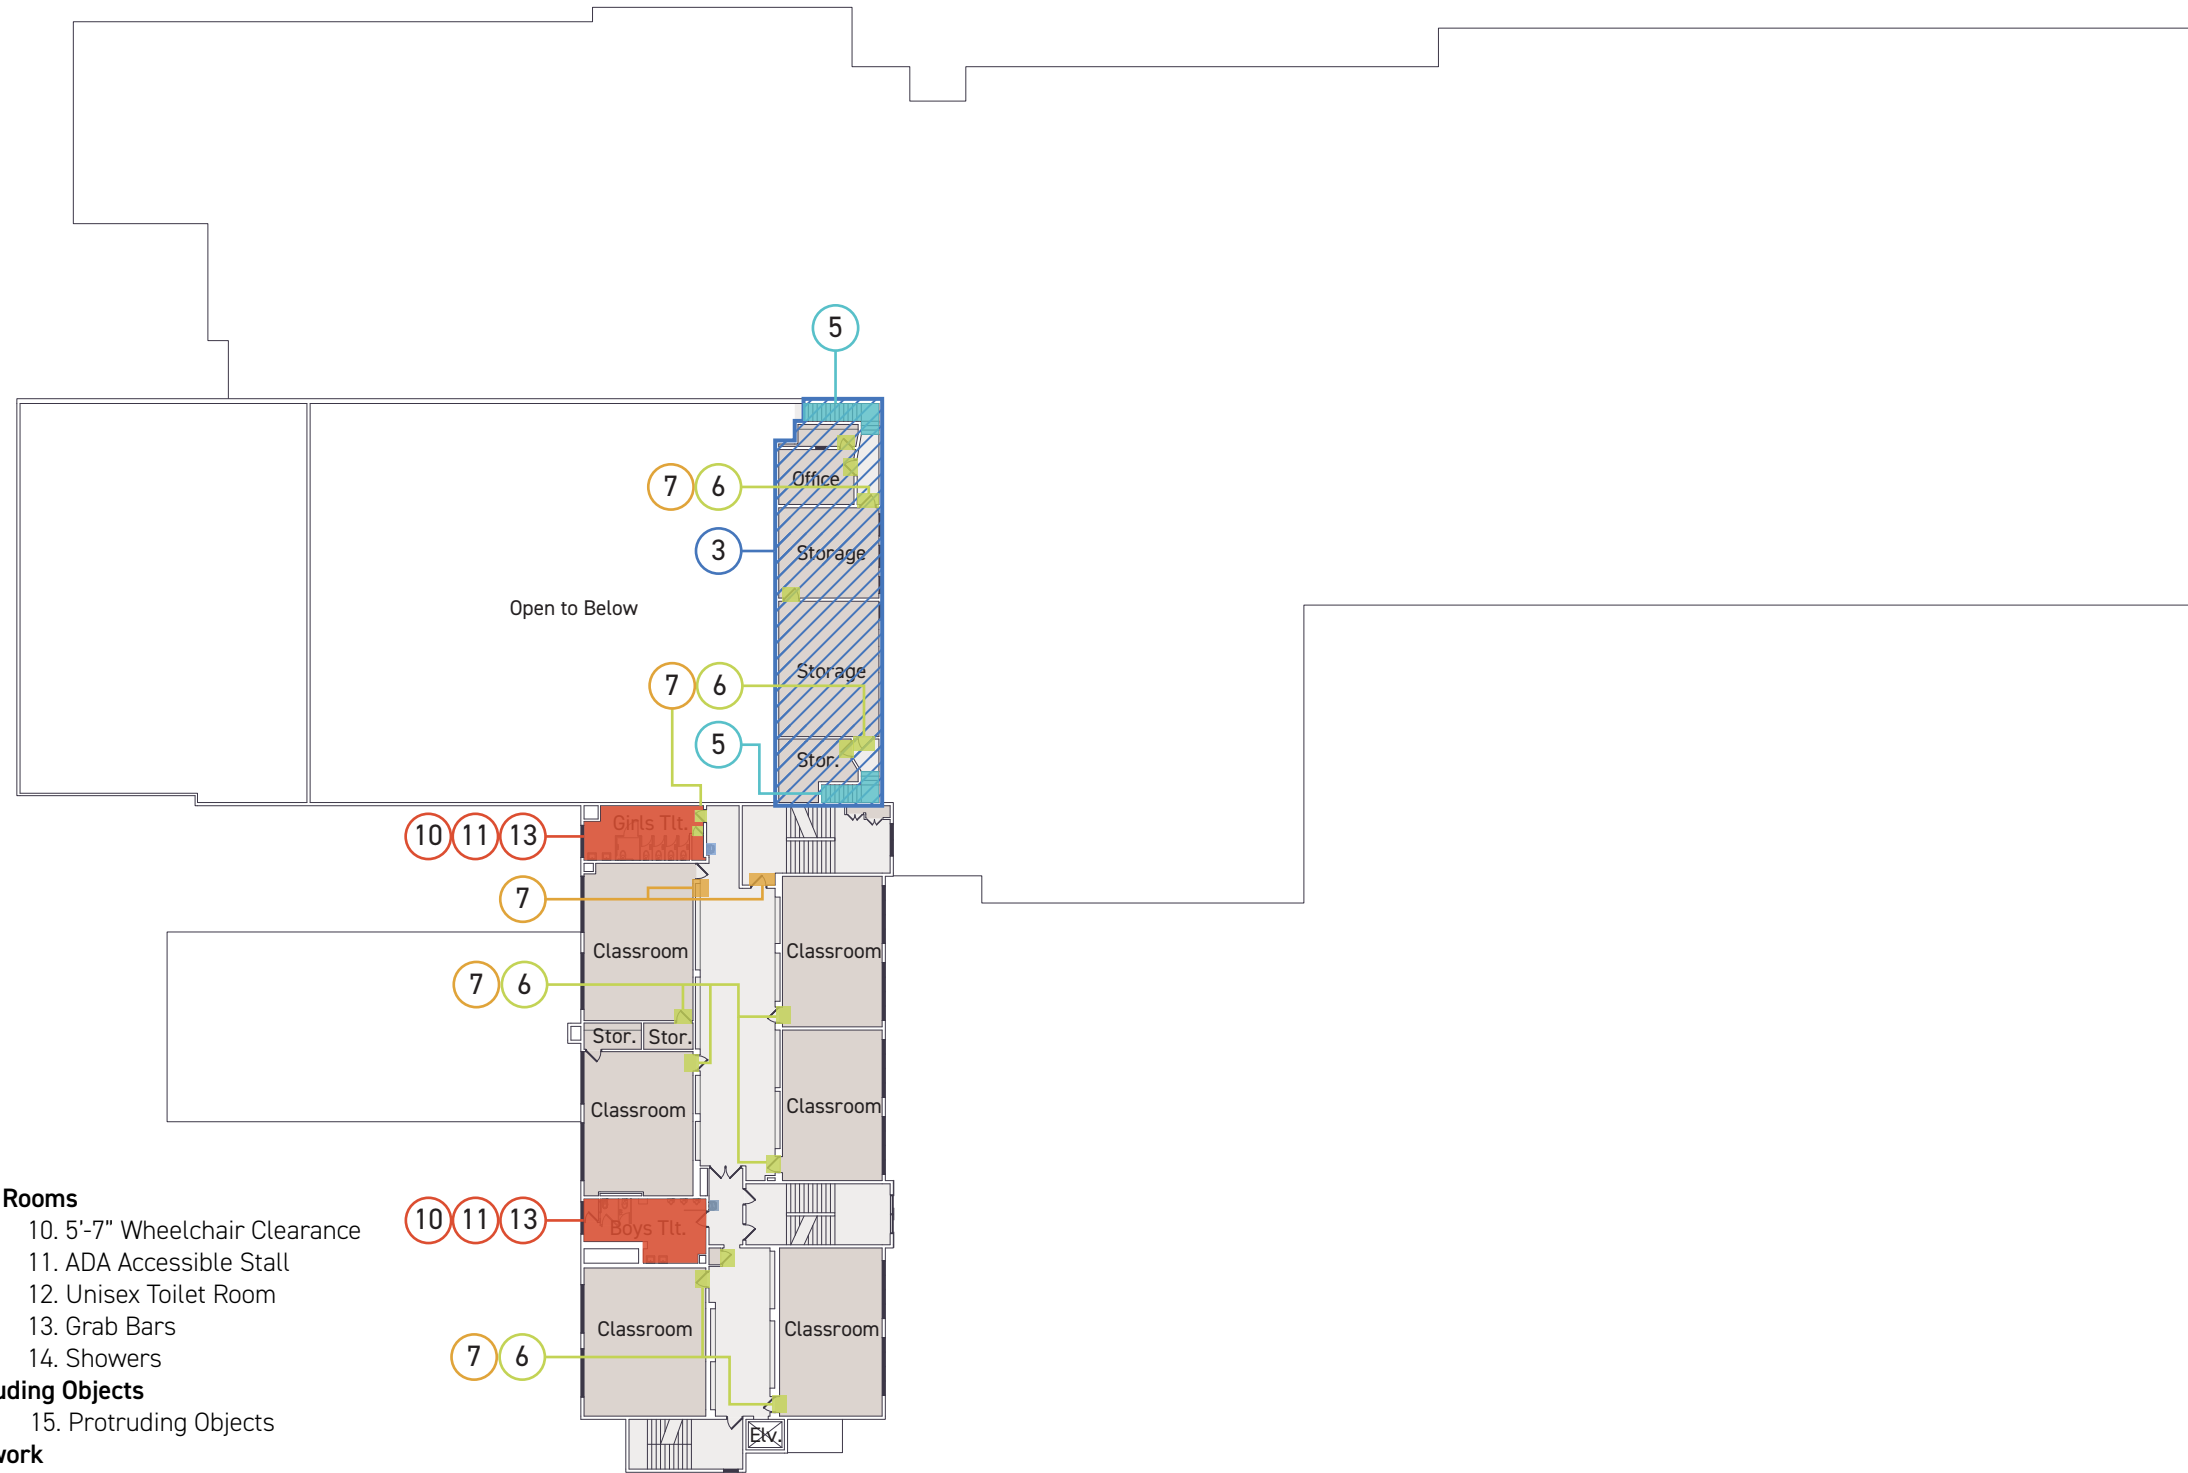 5
Office
7 6
3
Storage
Open to Below
Storage
7 6
5
Stor.
Girls Tlt.
10 11 13
7
Classroom
Classroom
7 6
Stor. Stor.
Classroom
Classroom
10 11 13
Boys Tlt.
Classroom
Classroom
7 6
Elv.
Rooms
10. 5'-7" Wheelchair Clearance
11. ADA Accessible Stall
12. Unisex Toilet Room
13. Grab Bars
14. Showers
uding Objects
15. Protruding Objects
work